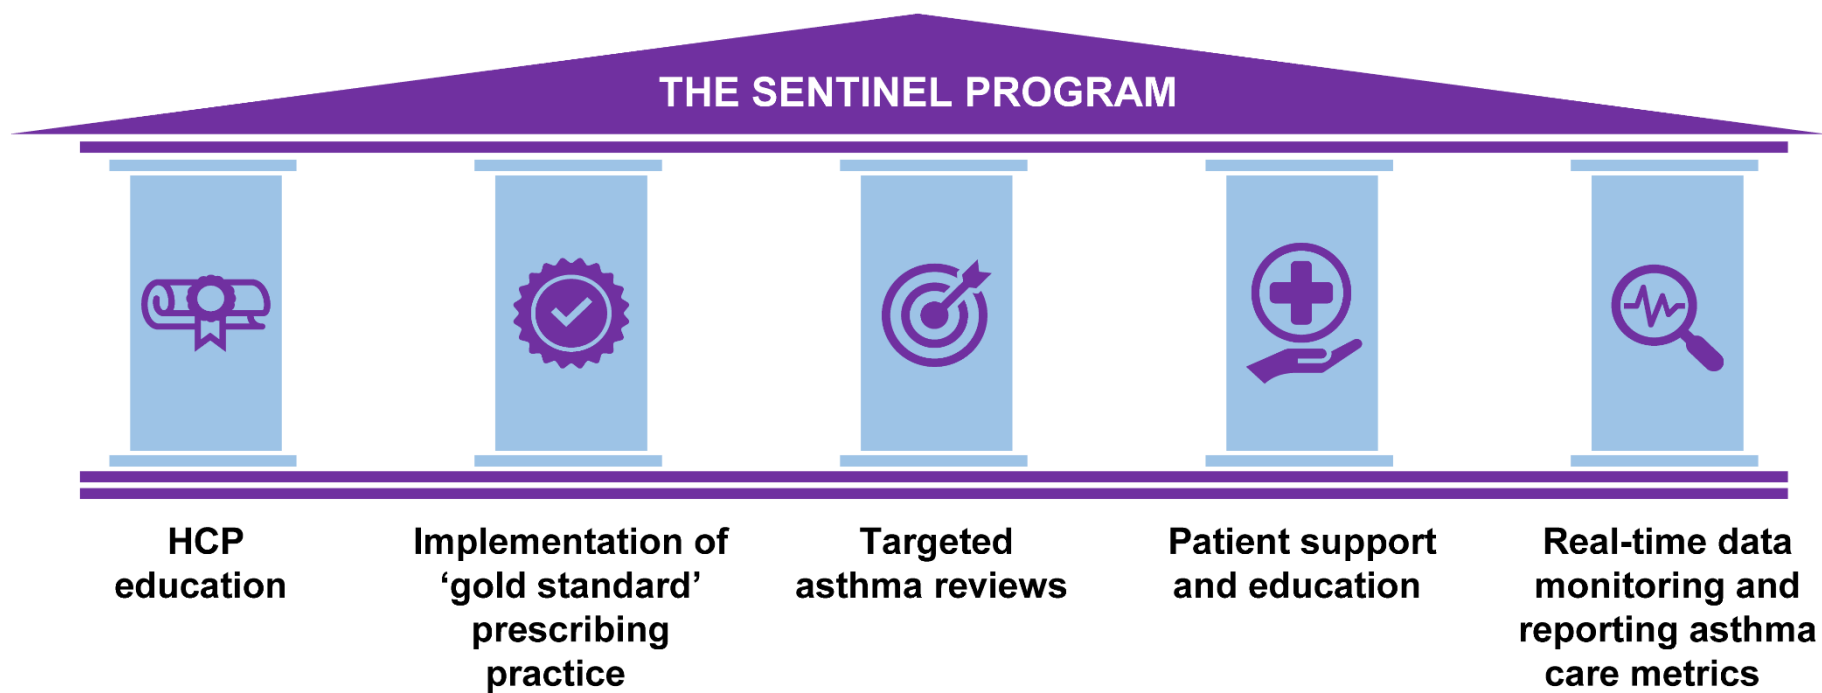 THE SENTINEL PROGRAM
HCP
education
Implementation of
‘gold standard’
prescribing
practice
Targeted
asthma reviews
Patient support
and education
Real-time data
monitoring and
reporting asthma
care metrics